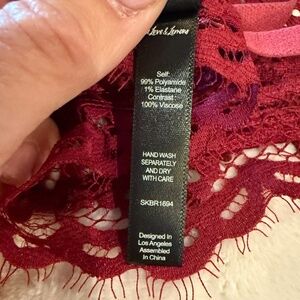 Self:
99% Polyamide
1% Elastane
Contrast:
100% Viscose
HAND WASH
SEPARATELY
AND DRY
WITH CARE
SKBR1694
Designed in
Los Angeles
Assembled
In China